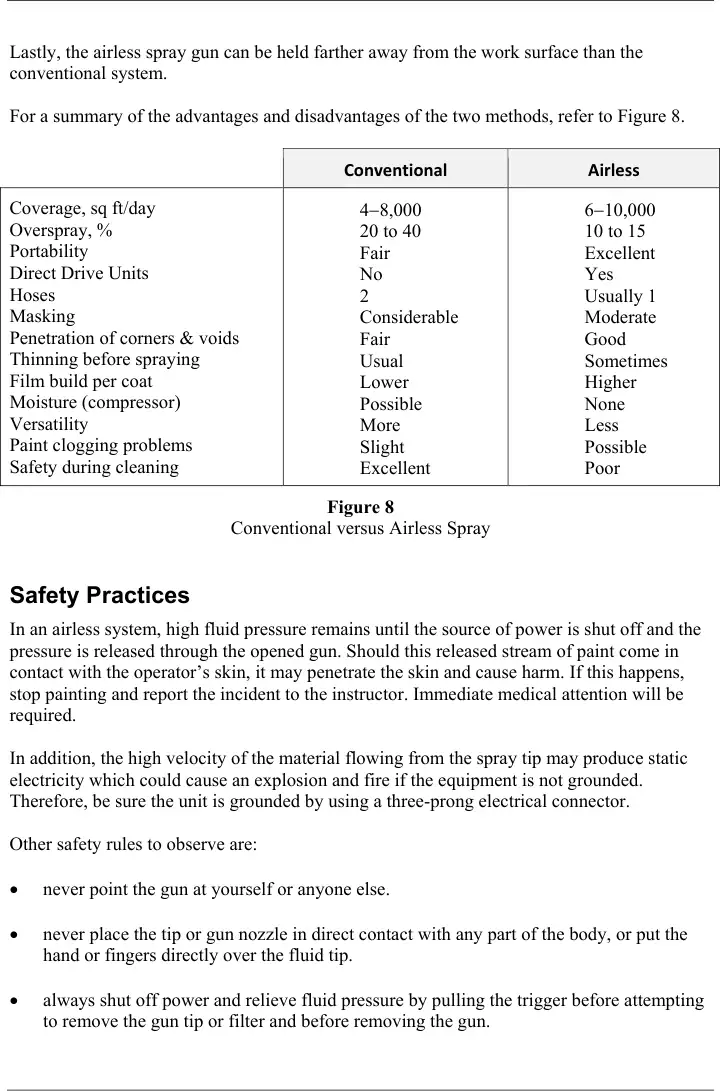 Lastly, the airless spray gun can be held farther away from the work surface than the
conventional system.
For a summary of the advantages and disadvantages of the two methods, refer to Figure 8.
Conventional Airless
Coverage, sq ft/day 4–8,000 6–10,000
Overspray, % 20 to 40 10 to 15
Portability Fair Excellent
Direct Drive Units No Yes
Hoses 2 Usually 1
Masking Considerable Moderate
Penetration of corners & voids Fair Good
Thinning before spraying Usual Sometimes
Film build per coat Lower Higher
Moisture (compressor) Possible None
Versatility More Less
Paint clogging problems Slight Possible
Safety during cleaning Excellent Poor
Figure 8
Conventional versus Airless Spray
Safety Practices
In an airless system, high fluid pressure remains until the source of power is shut off and the
pressure is released through the opened gun. Should this released stream of paint come in
contact with the operator’s skin, it may penetrate the skin and cause harm. If this happens,
stop painting and report the incident to the instructor. Immediate medical attention will be
required.
In addition, the high velocity of the material flowing from the spray tip may produce static
electricity which could cause an explosion and fire if the equipment is not grounded.
Therefore, be sure the unit is grounded by using a three-prong electrical connector.
Other safety rules to observe are:
• never point the gun at yourself or anyone else.
• never place the tip or gun nozzle in direct contact with any part of the body, or put the
hand or fingers directly over the fluid tip.
• always shut off power and relieve fluid pressure by pulling the trigger before attempting
to remove the gun tip or filter and before removing the gun.